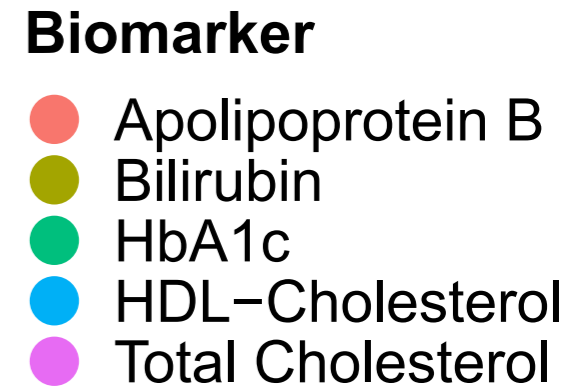 Biomarker
Apolipoprotein B
Bilirubin
HbA1c
HDL−Cholesterol
Total Cholesterol